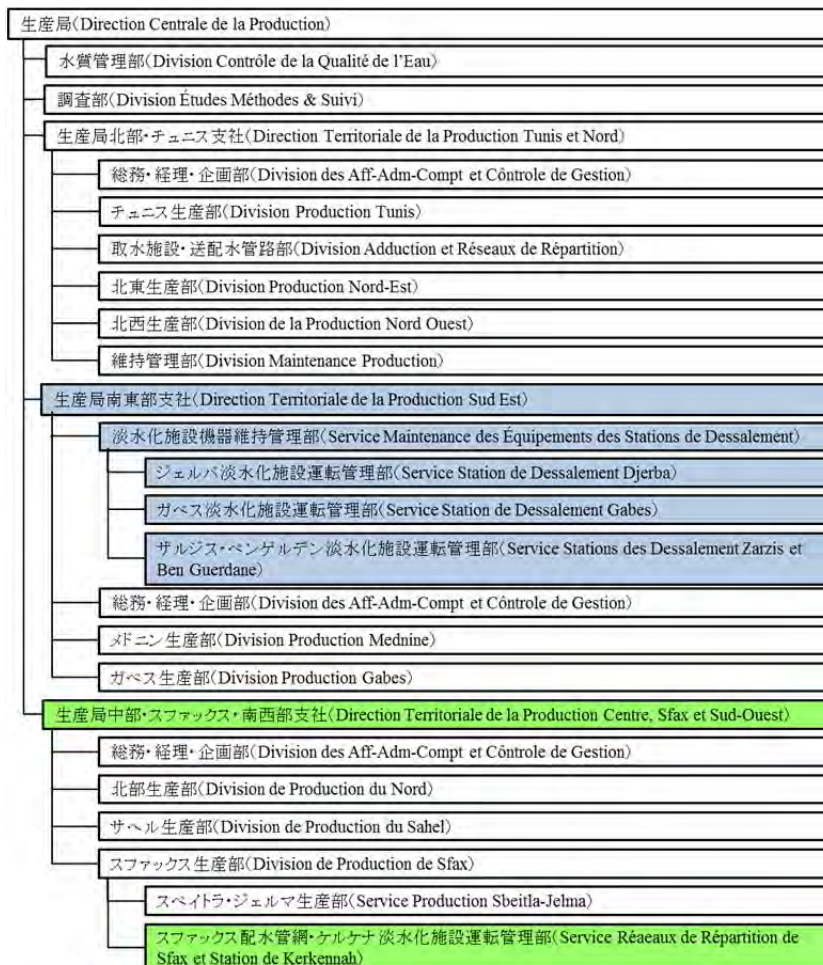 生産局(Direction Centrale de la Production)
水質管理部(Division Contrôle de la Qualité de l'Eau)
調査部(Division Études Méthodes & Suivi)
生産局北部・チュニス支社(Direction Territoriale de la Production Tunis et Nord)
総務・経理・企画部(Division des Aff-Adm-Compt et Côntrole de Gestion)
チュニス生産部(Division Production Tunis)
取水施設・送配水管路部(Division Adduction et Réseaux de Répartition)
北東生産部(Division Production Nord-Est)
北西生産部(Division de la Production Nord Ouest)
維持管理部(Division Maintenance Production)
生産局南東部支社(Direction Territoriale de la Production Sud Est)
淡水化施設機器維持管理部(Service Maintenance des Équipements des Stations de Dessalement)
ジェルバ淡水化施設運転管理部(Service Station de Dessalement Djerba)
ガベス淡水化施設運転管理部(Service Station de Dessalement Gabes)
ザルジス・ベンゲルデン淡水化施設運転管理部(Service Stations des Dessalement Zarzis et
Ben Guerdane)
総務・経理・企画部(Division des Aff-Adm-Compt et Côntrole de Gestion)
メドニン生産部(Division Production Mednine)
ガベス生産部(Division Production Gabes)
生産局中部・スファックス・南西部支社(Direction Territoriale de la Production Centre, Sfax et Sud-Ouest)
総務・経理・企画部(Division des Aff-Adm-Compt et Côntrole de Gestion)
北部生産部(Division de Production du Nord)
サヘル生産部(Division de Production du Sahel)
スファックス生産部(Division de Production de Sfax)
スベイトラ・ジェルマ生産部(Service Production Sbeitla-Jelma)
スファックス配水管網・ケルケナ淡水化施設運転管理部(Service Réaeaux de Répartition de
Sfax et Station de Kerkennah)